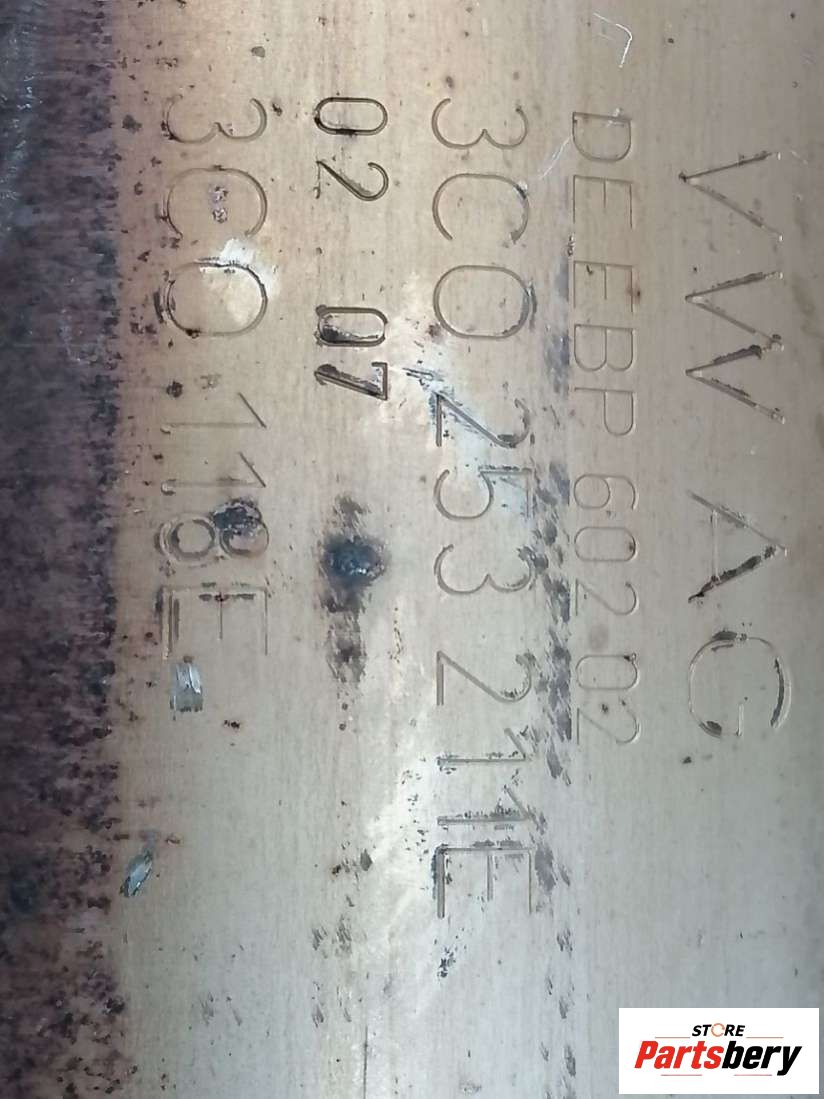 VW AG
DEEBP 602 02
3C0 253 211E
02 07
3C0 118E
STORE
Partsbery